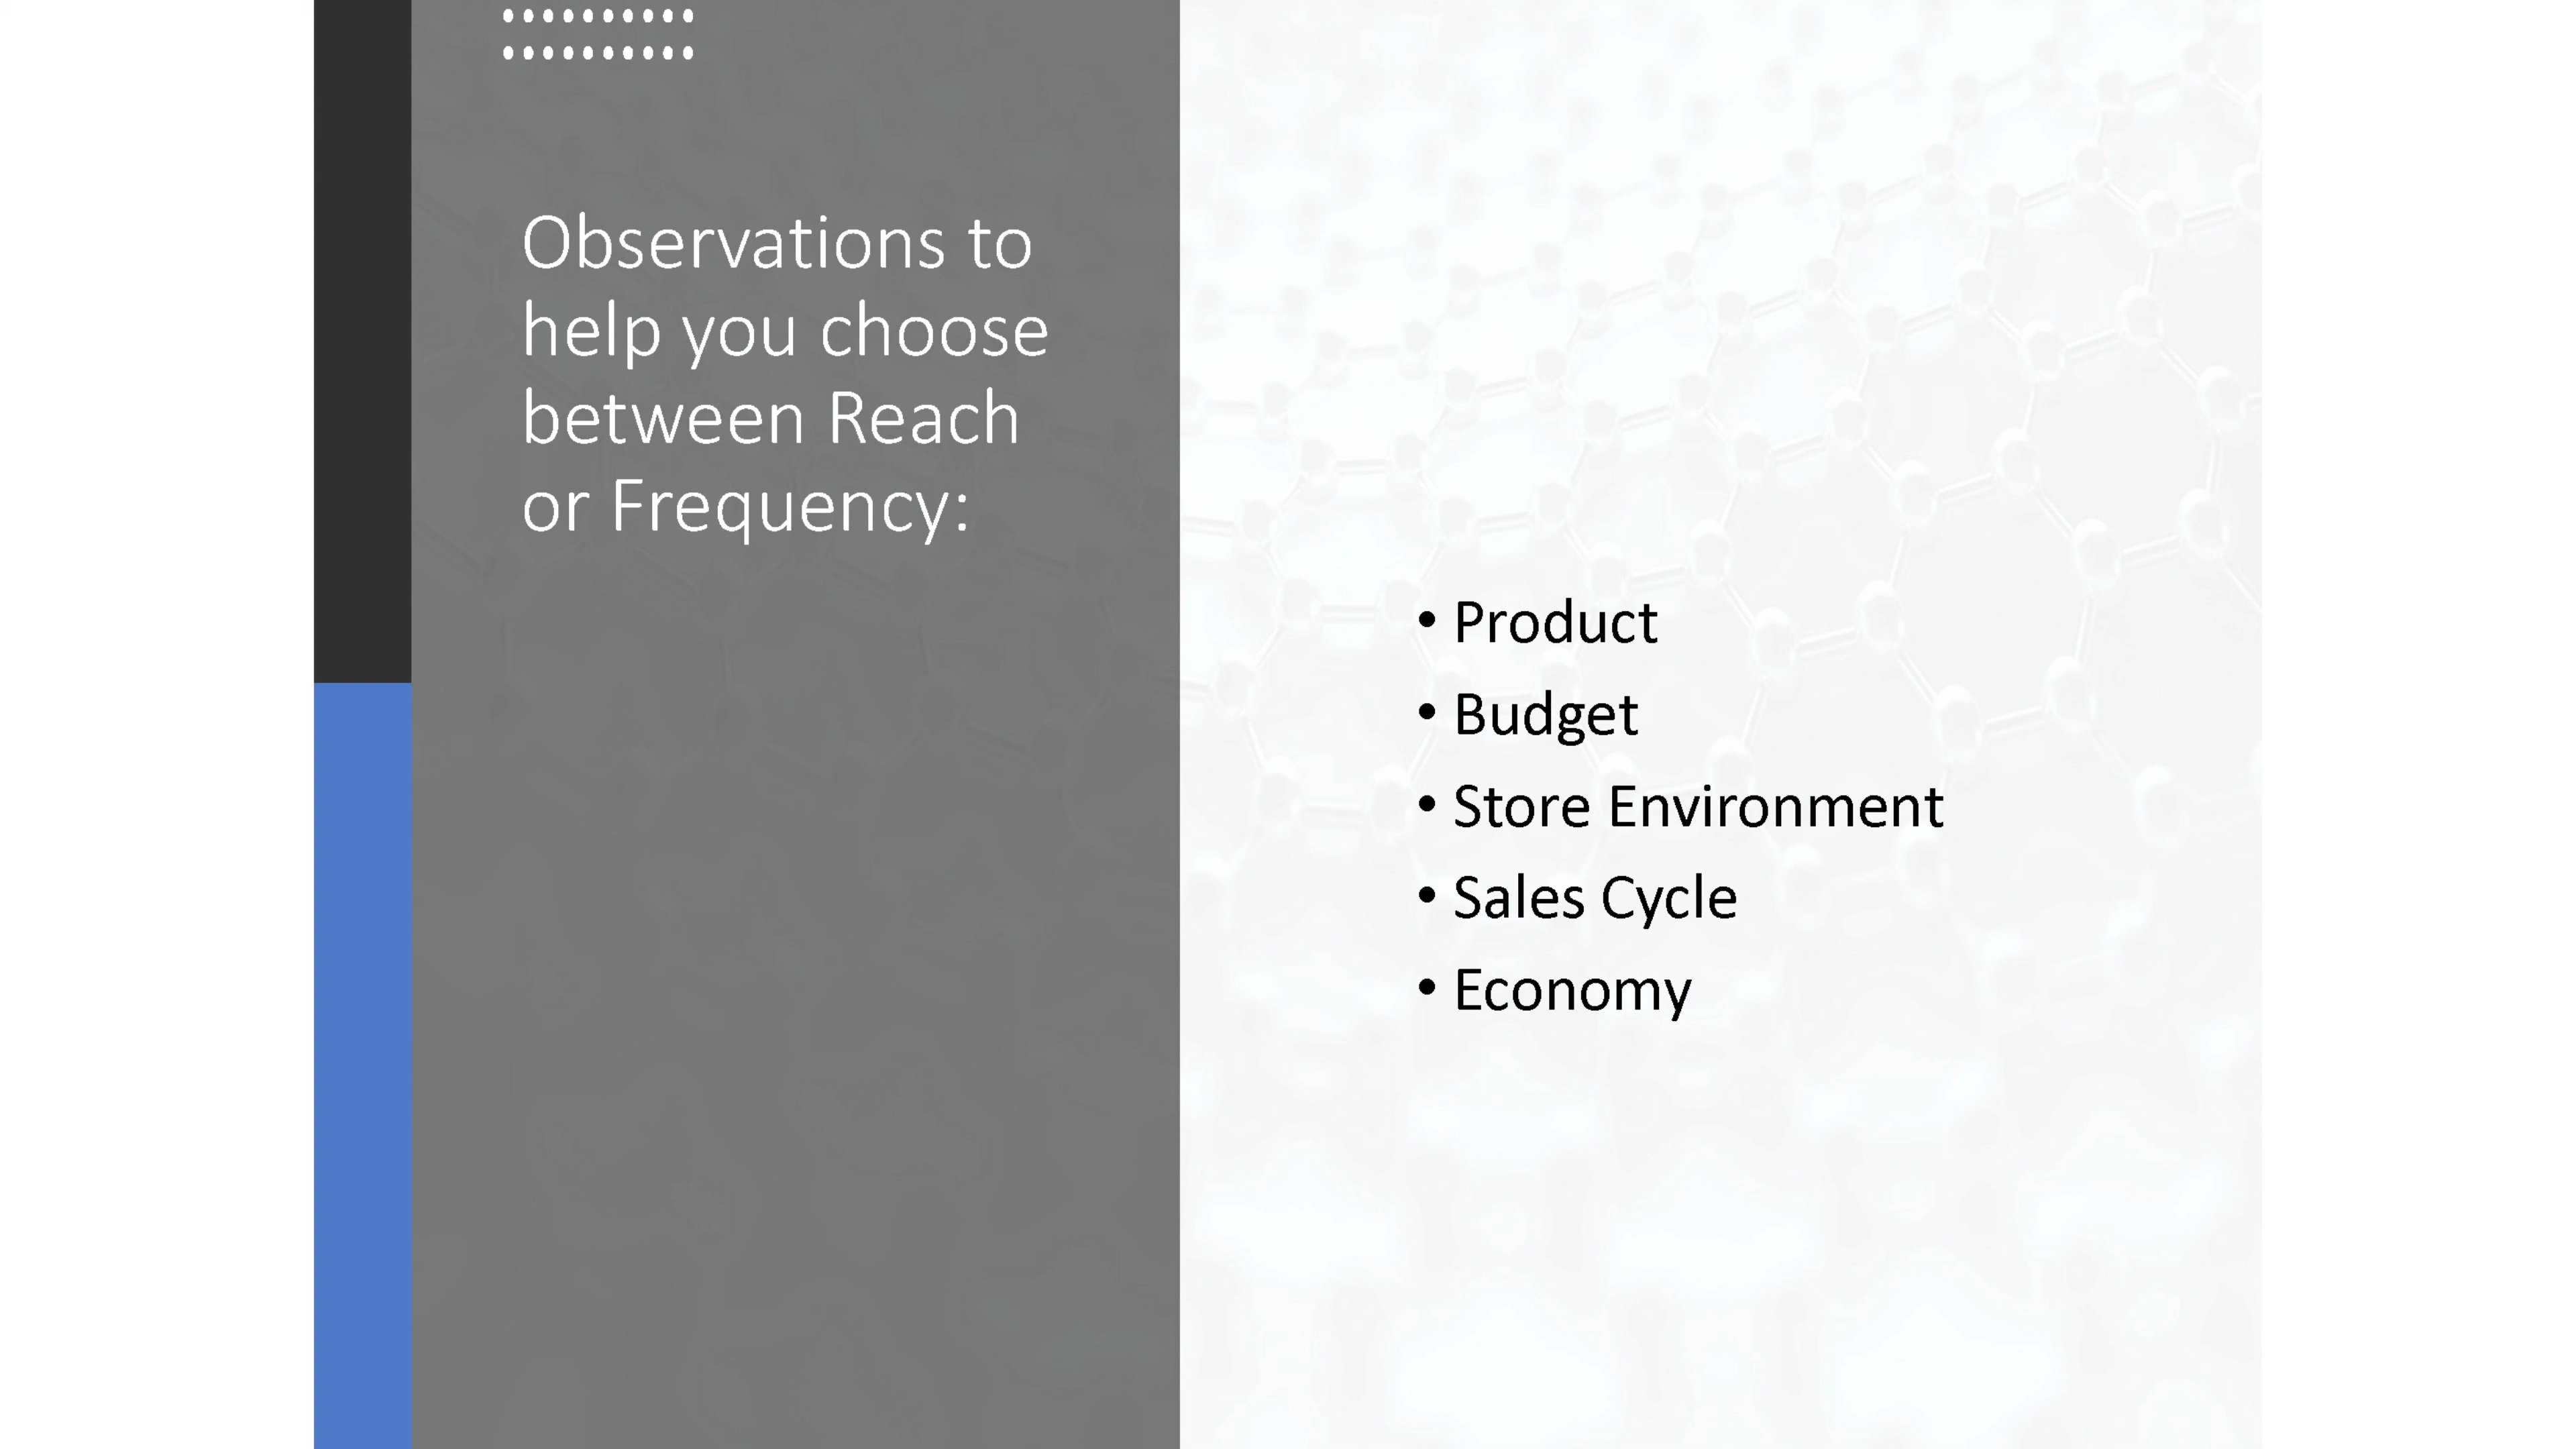 Observations to
help you choose
between Reach
or Frequency:
• Product
• Budget
• Store Environment
• Sales Cycle
• Economy